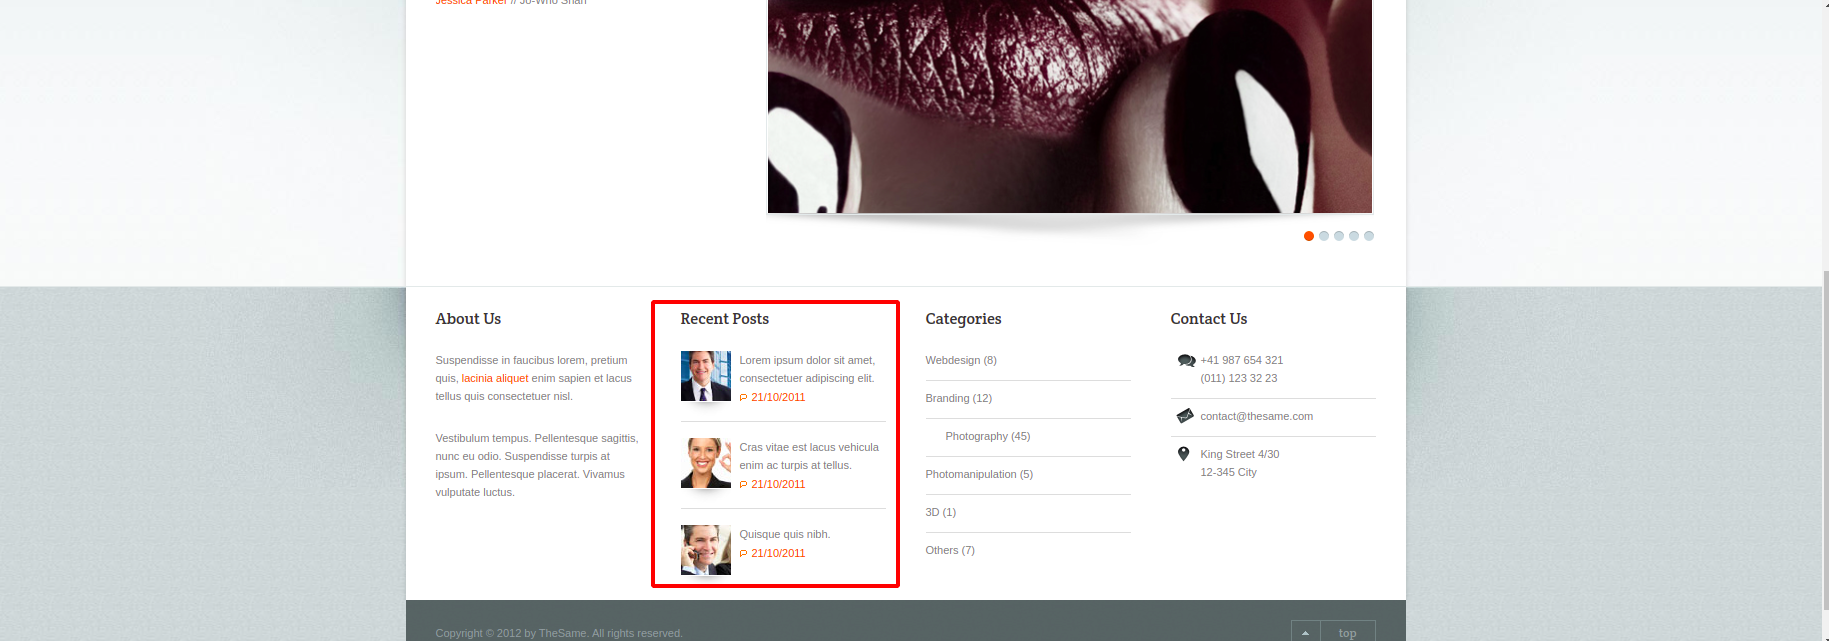 Jessica Parker // Jo-Who Shan
About Us
Suspendisse in faucibus lorem, pretium
quis, lacinia aliquet enim sapien et lacus
tellus quis consectetuer nisl.
Vestibulum tempus. Pellentesque sagittis,
nunc eu odio. Suspendisse turpis at
ipsum. Pellentesque placerat. Vivamus
vulputate luctus.
Recent Posts
Lorem ipsum dolor sit amet,
consectetuer adipiscing elit.
21/10/2011
Cras vitae est lacus vehicula
enim ac turpis at tellus.
21/10/2011
Quisque quis nibh.
21/10/2011
Categories
Webdesign (8)
Branding (12)
Photography (45)
Photomanipulation (5)
3D (1)
Others (7)
Contact Us
+41 987 654 321
(011) 123 32 23
contact@thesame.com
King Street 4/30
12-345 City
Copyright © 2012 by TheSame. All rights reserved.
top